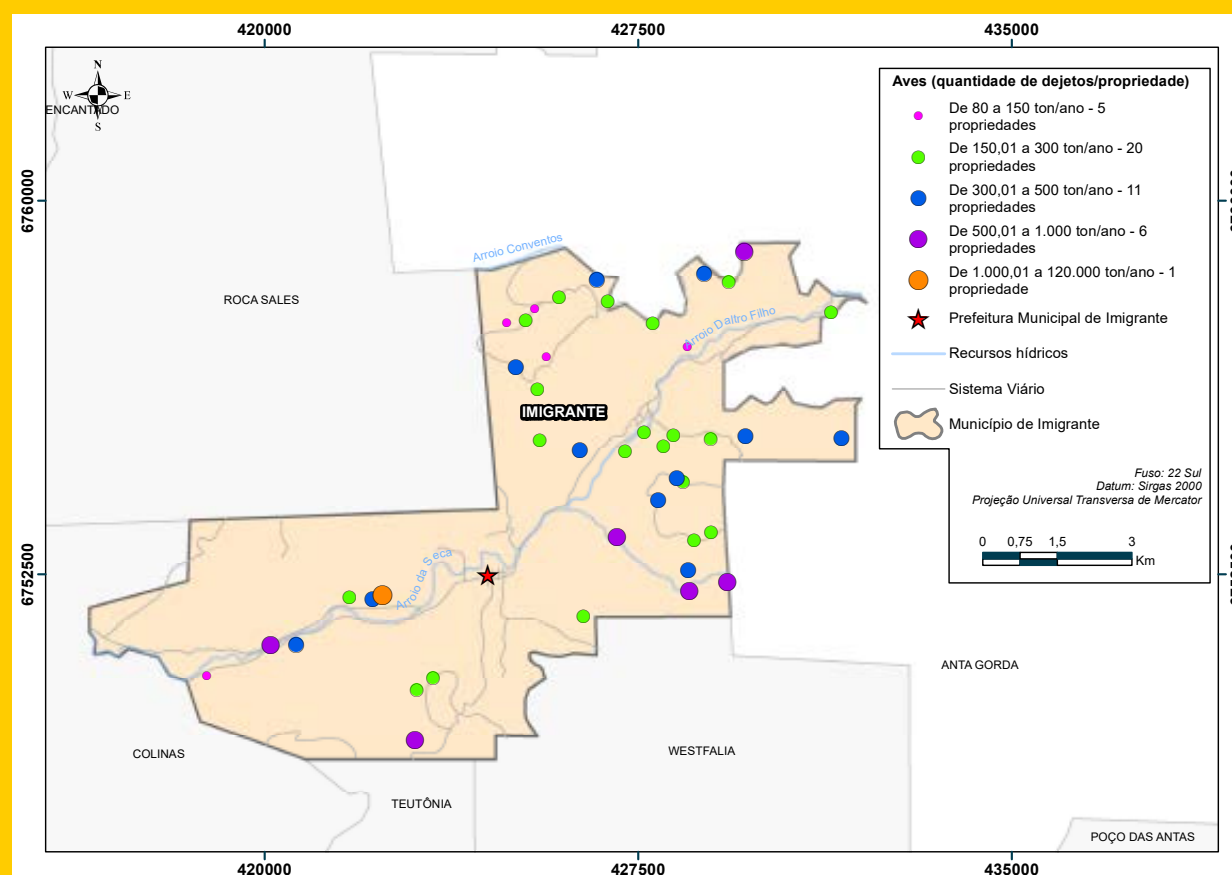 420000
427500
435000
N
W
E
S
ENCANTADO
6760000
6752500
Aves (quantidade de dejetos/propriedade)
De 80 a 150 ton/ano - 5
propriedades
De 150,01 a 300 ton/ano - 20
propriedades
De 300,01 a 500 ton/ano - 11
propriedades
De 500,01 a 1.000 ton/ano - 6
propriedades
De 1.000,01 a 120.000 ton/ano - 1
propriedade
Prefeitura Municipal de Imigrante
Recursos hídricos
Sistema Viário
Município de Imigrante
Fuso: 22 Sul
Datum: Sirgas 2000
Projeção Universal Transversa de Mercator
0 0,75 1,5 3
Km
Arroio Conventos
ROCA SALES
Arroio Daltro Filho
IMIGRANTE
Arroio da Seca
ANTA GORDA
COLINAS
WESTFALIA
TEUTÔNIA
POÇO DAS ANTAS
420000
427500
435000